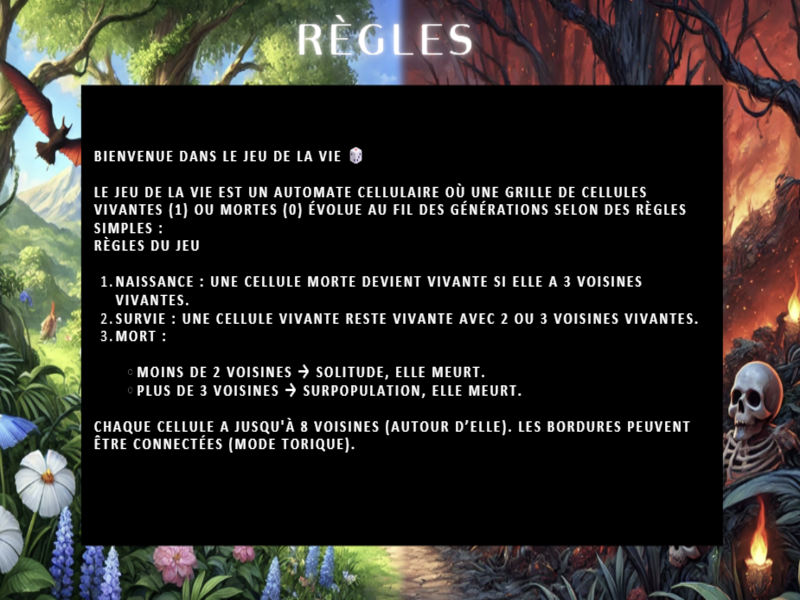 RÈGLES
BIENVENUE DANS LE JEU DE LA VIE 🎲
LE JEU DE LA VIE EST UN AUTOMATE CELLULAIRE OÙ UNE GRILLE DE CELLULES
VIVANTES (1) OU MORTES (0) ÉVOLUE AU FIL DES GÉNÉRATIONS SELON DES RÈGLES
SIMPLES :
RÈGLES DU JEU
1. NAISSANCE : UNE CELLULE MORTE DEVIENT VIVANTE SI ELLE A 3 VOISINES
VIVANTES.
2. SURVIE : UNE CELLULE VIVANTE RESTE VIVANTE AVEC 2 OU 3 VOISINES VIVANTES.
3. MORT :
◦ MOINS DE 2 VOISINES → SOLITUDE, ELLE MEURT.
◦ PLUS DE 3 VOISINES → SURPOPULATION, ELLE MEURT.
CHAQUE CELLULE A JUSQU'À 8 VOISINES (AUTOUR D’ELLE). LES BORDURES PEUVENT
ÊTRE CONNECTÉES (MODE TORIQUE).